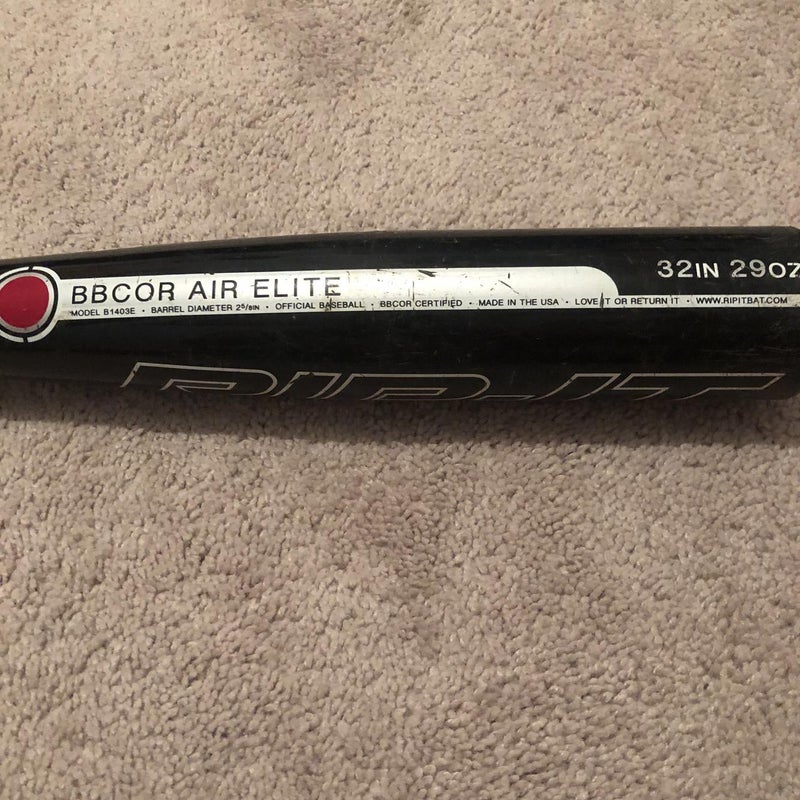 BBCOR AIR ELITE
32IN 29OZ
MODEL B1403E • BARREL DIAMETER 2⅝IN • OFFICIAL BASEBALL • BBCOR CERTIFIED • MADE IN THE USA • LOVE IT OR RETURN IT • WWW.RIPITBAT.COM
RIP-IT